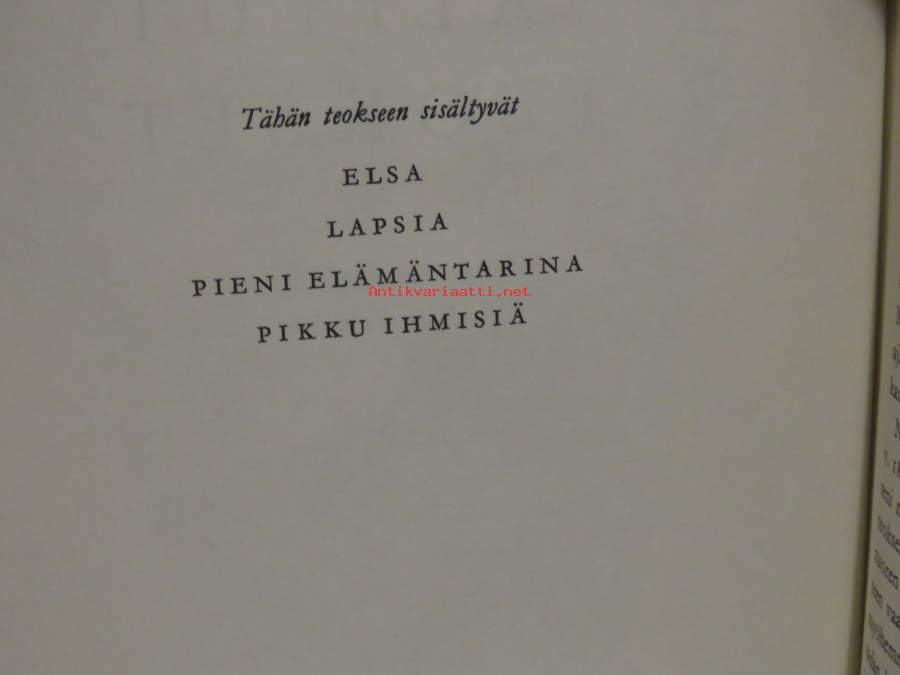 Tähän teokseen sisältyvät
ELSA
LAPSIA
PIENI ELÄMÄNTARINA
Antikvariaatti.net
PIKKU IHMISIÄ